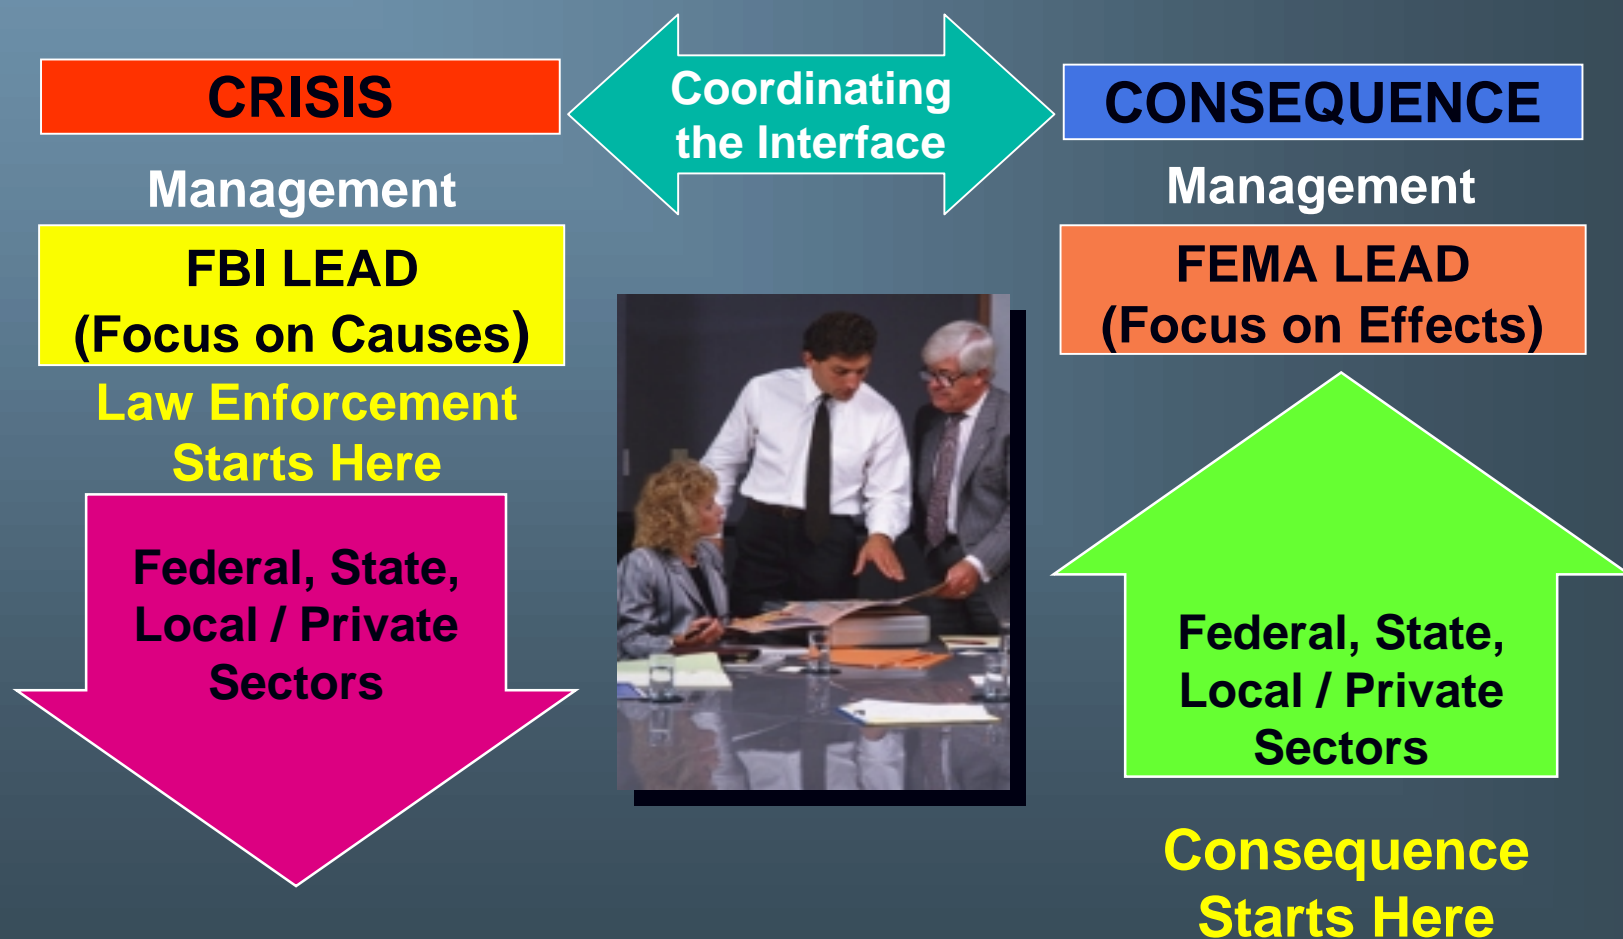 CRISIS
Management
FBI LEAD
(Focus on Causes)
Law Enforcement
Starts Here
Federal, State,
Local / Private
Sectors
Coordinating
the Interface
CONSEQUENCE
Management
FEMA LEAD
(Focus on Effects)
Federal, State,
Local / Private
Sectors
Consequence
Starts Here